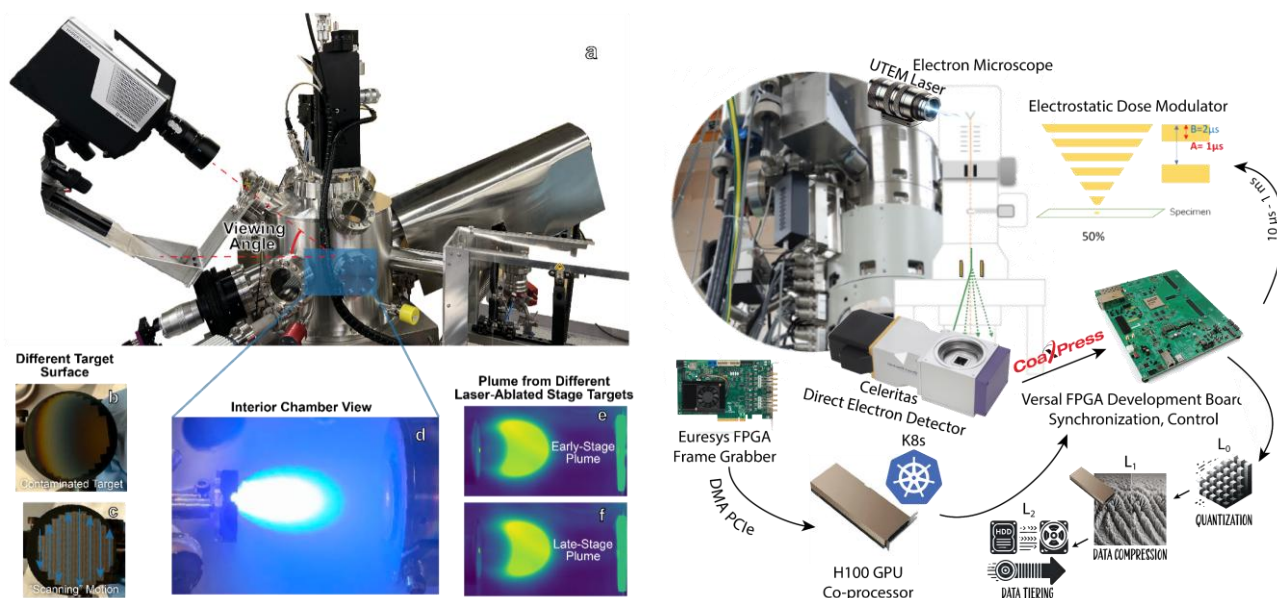 a
Viewing
Angle
Different Target
Surface
b
Contaminated Target
c
"Scanning" Motion
Interior Chamber View
d
Plume from Different
Laser-Ablated Stage Targets
e
Early-Stage
Plume
f
Late-Stage
Plume
Electron Microscope
UTEM Laser
Electrostatic Dose Modulator
B=2µs
A= 1µs
Specimen
50%
10 µs - 1 ms
CoaXPress
Celeritas
Direct Electron Detector
Versal FPGA Development Board
Synchronization, Control
Euresys FPGA
Frame Grabber
DMA PCIe
K8s
H100 GPU
Co-processor
L0
QUANTIZATION
L1
DATA COMPRESSION
L2
HDD
DATA TIERING